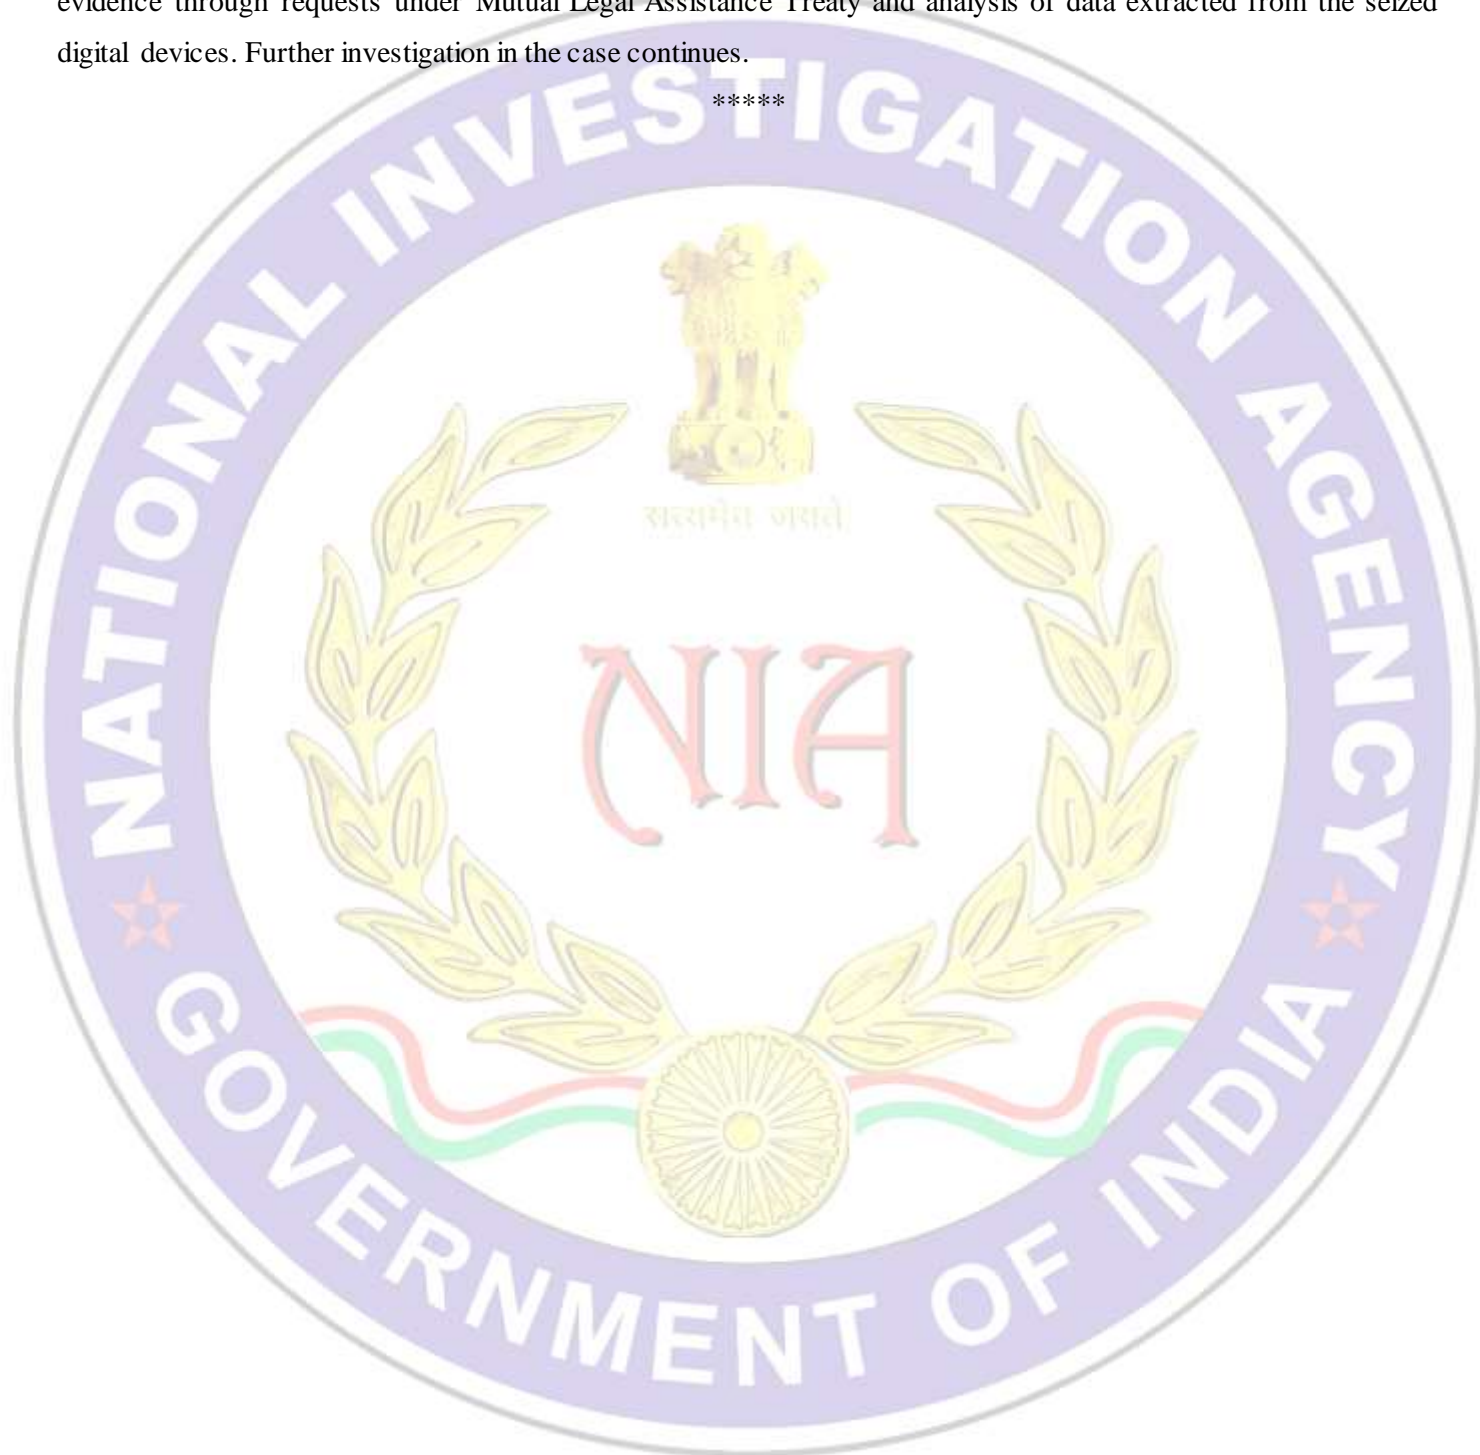 evidence through requests under Mutual Legal Assistance Treaty and analysis of data extracted from the seized
digital devices. Further investigation in the case continues.
*****
NATIONAL INVESTIGATION AGENCY
सत्यमेव जयते
NIA
GOVERNMENT OF INDIA